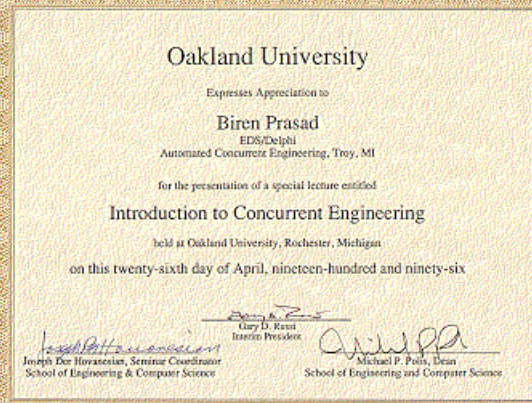 Oakland University
Expresses Appreciation to
Biren Prasad
EDS/Delphi
Automated Concurrent Engineering, Troy, MI
for the presentation of a special lecture entitled
Introduction to Concurrent Engineering
held at Oakland University, Rochester, Michigan
on this twenty-sixth day of April, nineteen-hundred and ninety-six
Gary D. Russi
Interim President
Joseph Der Hovanesian
Joseph Der Hovanesian, Seminar Coordinator
School of Engineering & Computer Science
Michael P. Polis, Dean
School of Engineering and Computer Science